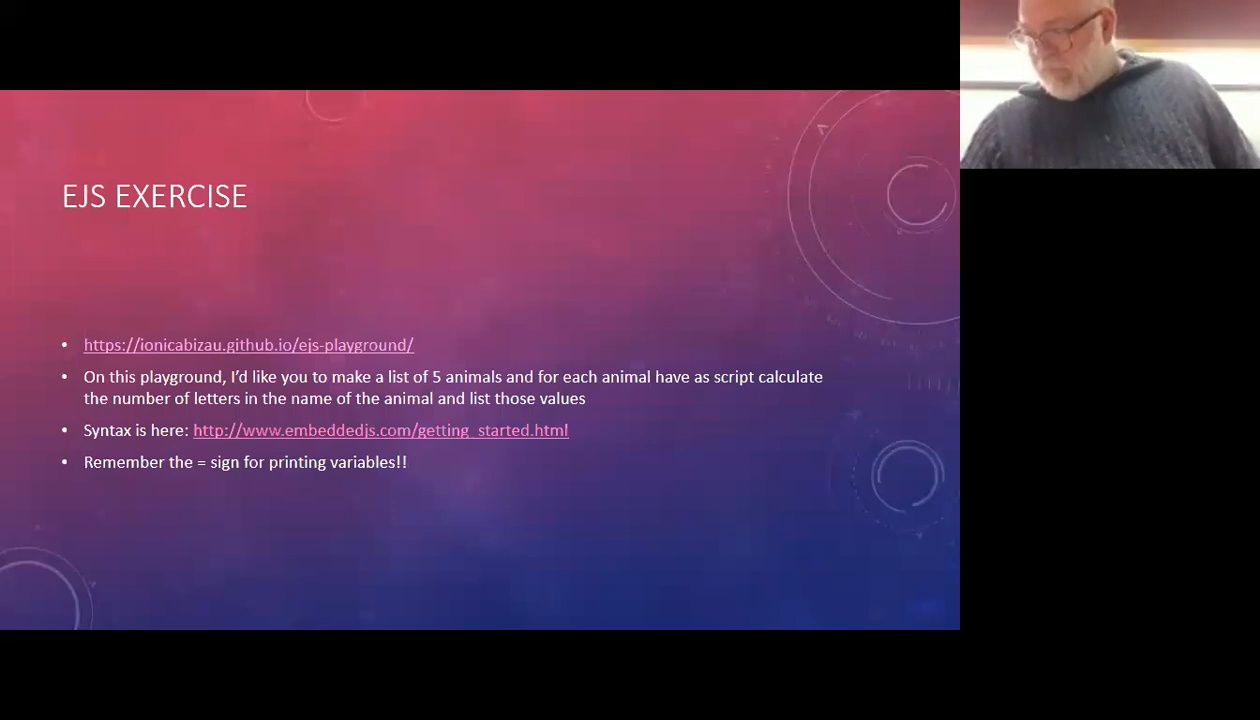 EJS EXERCISE
• https://ionicabizau.github.io/ejs-playground/
• On this playground, I'd like you to make a list of 5 animals and for each animal have as script calculate
the number of letters in the name of the animal and list those values
• Syntax is here: http://www.embeddedjs.com/getting_started.html
• Remember the = sign for printing variables!!